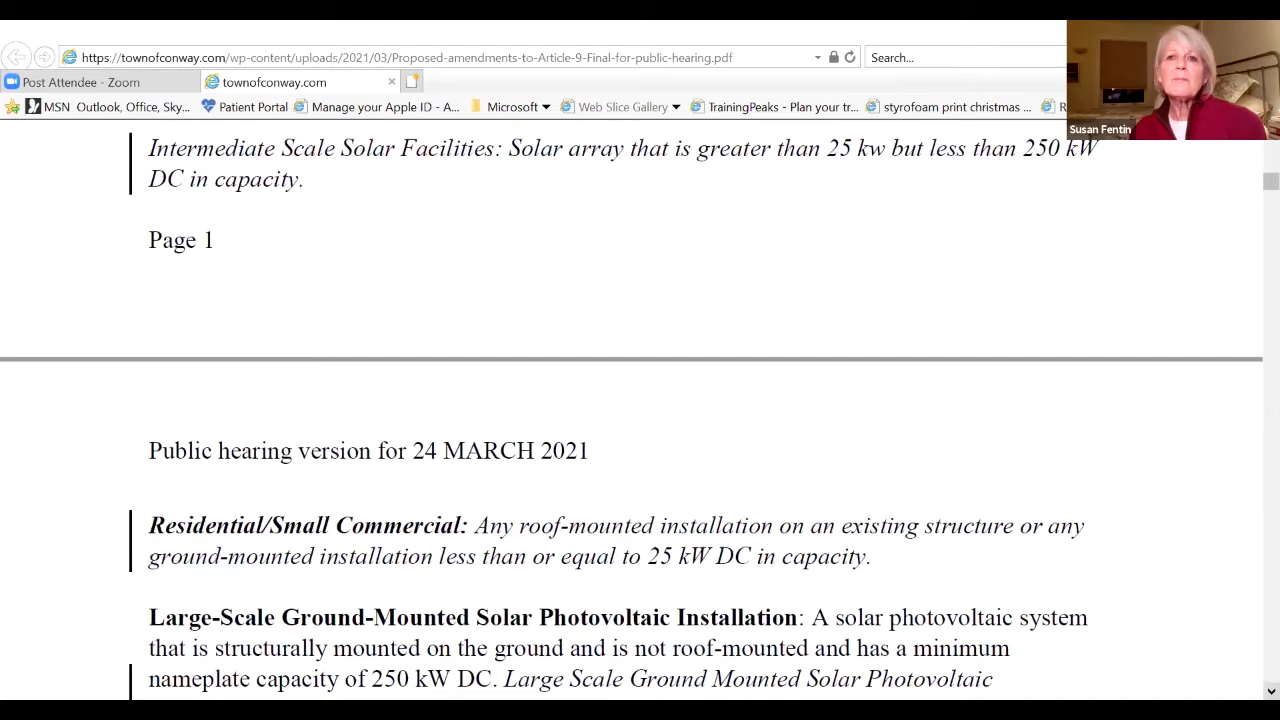 https://townofconway.com/wp-content/uploads/2021/03/Proposed-amendments-to-Article-9-Final-for-public-hearing.pdf
Search...
Post Attendee - Zoom
townofconway.com
MSN
Outlook, Office, Sky...
Patient Portal
Manage your Apple ID - A...
Microsoft
Web Slice Gallery
TrainingPeaks - Plan your tr...
styrofoam print christmas ...
Re
Susan Fentin
Intermediate Scale Solar Facilities: Solar array that is greater than 25 kw but less than 250 kW
DC in capacity.
Page 1
Public hearing version for 24 MARCH 2021
Residential/Small Commercial: Any roof-mounted installation on an existing structure or any
ground-mounted installation less than or equal to 25 kW DC in capacity.
Large-Scale Ground-Mounted Solar Photovoltaic Installation: A solar photovoltaic system
that is structurally mounted on the ground and is not roof-mounted and has a minimum
nameplate capacity of 250 kW DC. Large Scale Ground Mounted Solar Photovoltaic